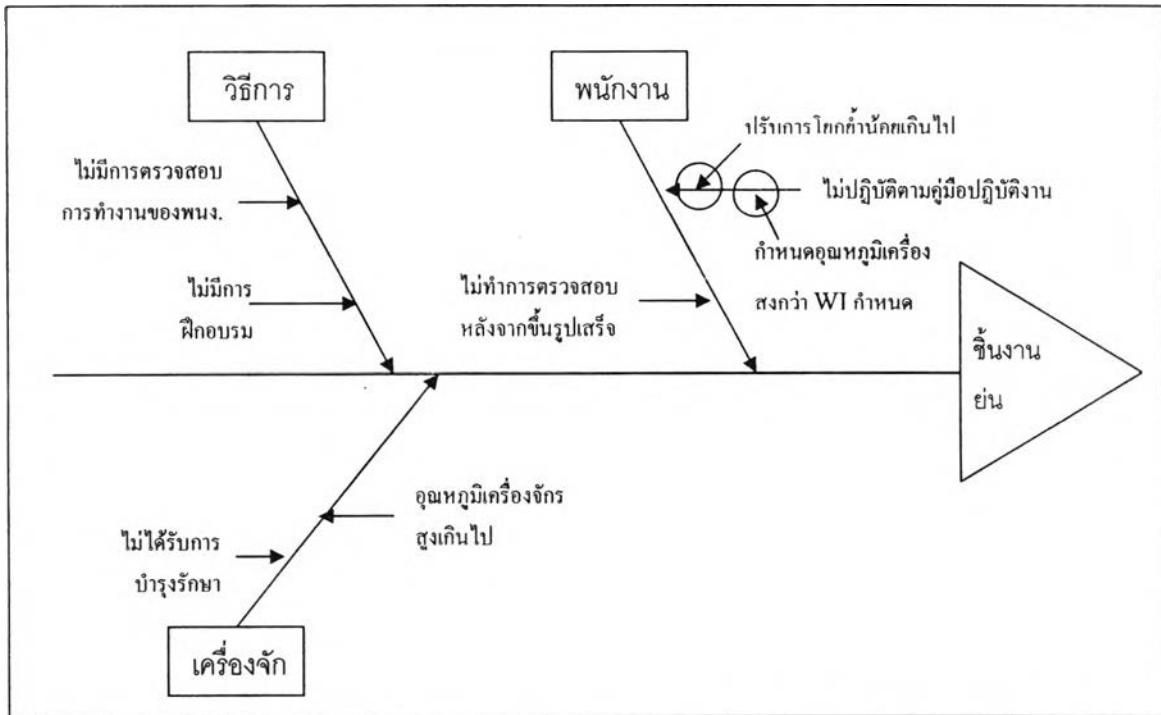 วิธีการ
พนักงาน
ปรับการโยกย้ำน้อยเกินไป
ไม่มีการตรวจสอบ
การทำงานของพนง.
ไม่ปฏิบัติตามคู่มือปฏิบัติงาน
กำหนดอุณหภูมิเครื่อง
สงกว่า WI กำหนด
ไม่มีการ
ฝึกอบรม
ไม่ทำการตรวจสอบ
หลังจากขึ้นรูปเสร็จ
ชิ้นงาน
ย่น
อุณหภูมิเครื่องจักร
สูงเกินไป
ไม่ได้รับการ
บำรุงรักษา
เครื่องจัก